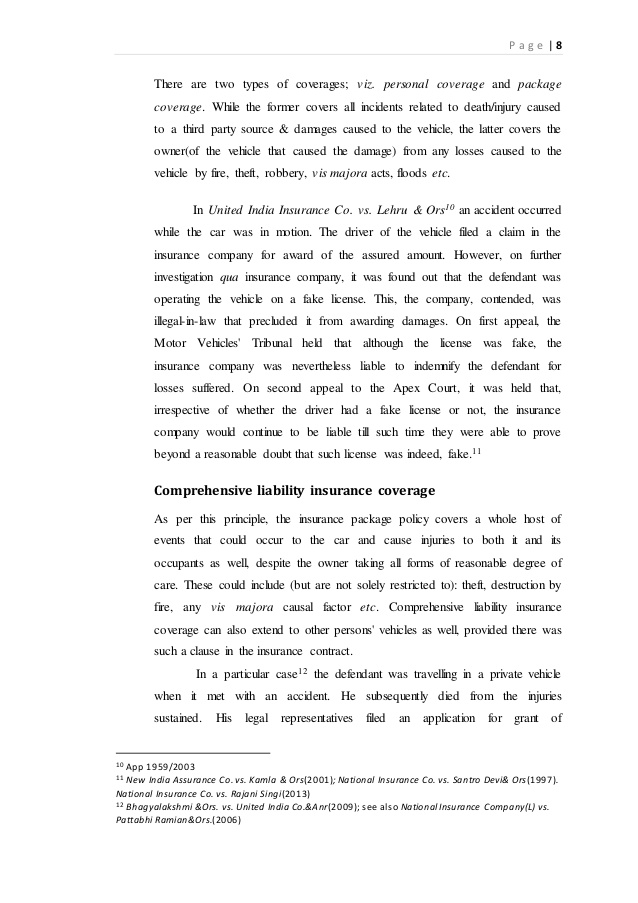 Page | 8
There are two types of coverages; viz. personal coverage and package
coverage. While the former covers all incidents related to death/injury caused
to a third party source & damages caused to the vehicle, the latter covers the
owner(of the vehicle that caused the damage) from any losses caused to the
vehicle by fire, theft, robbery, vis majora acts, floods etc.
In United India Insurance Co. vs. Lehru & Ors10 an accident occurred
while the car was in motion. The driver of the vehicle filed a claim in the
insurance company for award of the assured amount. However, on further
investigation qua insurance company, it was found out that the defendant was
operating the vehicle on a fake license. This, the company, contended, was
illegal-in-law that precluded it from awarding damages. On first appeal, the
Motor Vehicles' Tribunal held that although the license was fake, the
insurance company was nevertheless liable to indemnify the defendant for
losses suffered. On second appeal to the Apex Court, it was held that,
irrespective of whether the driver had a fake license or not, the insurance
company would continue to be liable till such time they were able to prove
beyond a reasonable doubt that such license was indeed, fake.11
Comprehensive liability insurance coverage
As per this principle, the insurance package policy covers a whole host of
events that could occur to the car and cause injuries to both it and its
occupants as well, despite the owner taking all forms of reasonable degree of
care. These could include (but are not solely restricted to): theft, destruction by
fire, any vis majora causal factor etc. Comprehensive liability insurance
coverage can also extend to other persons' vehicles as well, provided there was
such a clause in the insurance contract.
In a particular case12 the defendant was travelling in a private vehicle
when it met with an accident. He subsequently died from the injuries
sustained. His legal representatives filed an application for grant of
10 App 1959/2003
11 New India Assurance Co. vs. Kamla & Ors(2001); National Insurance Co. vs. Santro Devi& Ors(1997).
National Insurance Co. vs. Rajani Singi(2013)
12 Bhagyalakshmi &Ors. vs. United India Co.&Anr(2009); see also National Insurance Company(L) vs.
Pattabhi Ramian&Ors.(2006)